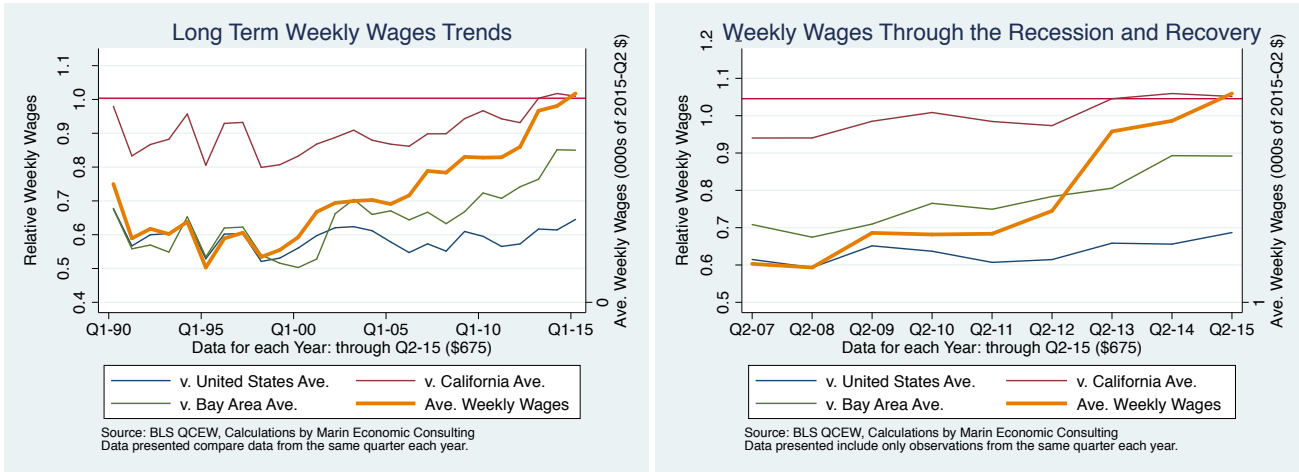 Long Term Weekly Wages Trends
Relative Weekly Wages
1.1
1.0
0.9
0.8
0.7
0.6
0.5
0.4
0
Ave. Weekly Wages (000s of 2015-Q2 $)
Q1-90 Q1-95 Q1-00 Q1-05 Q1-10 Q1-15
Data for each Year: through Q2-15 ($675)
v. United States Ave. v. California Ave.
v. Bay Area Ave. Ave. Weekly Wages
Source: BLS QCEW, Calculations by Marin Economic Consulting
Data presented compare data from the same quarter each year.
Weekly Wages Through the Recession and Recovery
Relative Weekly Wages
1.2
1.1
1.0
0.9
0.8
0.7
0.6
0.5
1
Ave. Weekly Wages (000s of 2015-Q2 $)
Q2-07 Q2-08 Q2-09 Q2-10 Q2-11 Q2-12 Q2-13 Q2-14 Q2-15
Data for each Year: through Q2-15 ($675)
v. United States Ave. v. California Ave.
v. Bay Area Ave. Ave. Weekly Wages
Source: BLS QCEW, Calculations by Marin Economic Consulting
Data presented include only observations from the same quarter each year.